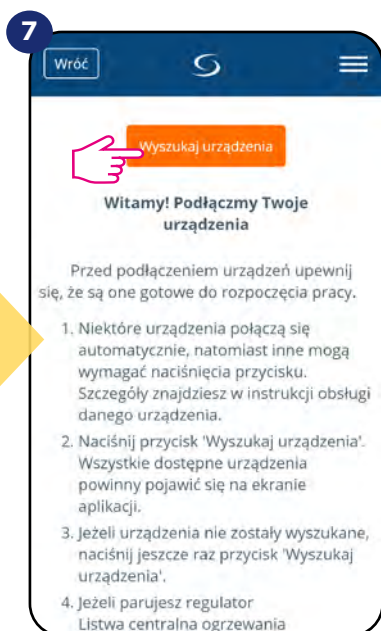 7
Wróć
Wyszukaj urządzenia
Witamy! Podłączmy Twoje
urządzenia
Przed podłączeniem urządzeń upewnij
się, że są one gotowe do rozpoczęcia pracy.
1. Niektóre urządzenia połączą się
automatycznie, natomiast inne mogą
wymagać naciśnięcia przycisku.
Szczegóły znajdziesz w instrukcji obsługi
danego urządzenia.
2. Naciśnij przycisk 'Wyszukaj urządzenia'.
Wszystkie dostępne urządzenia
powinny pojawić się na ekranie
aplikacji.
3. Jeżeli urządzenia nie zostały wyszukane,
naciśnij jeszcze raz przycisk 'Wyszukaj
urządzenia'.
4. Jeżeli parujesz regulator
Listwa centralna ogrzewania